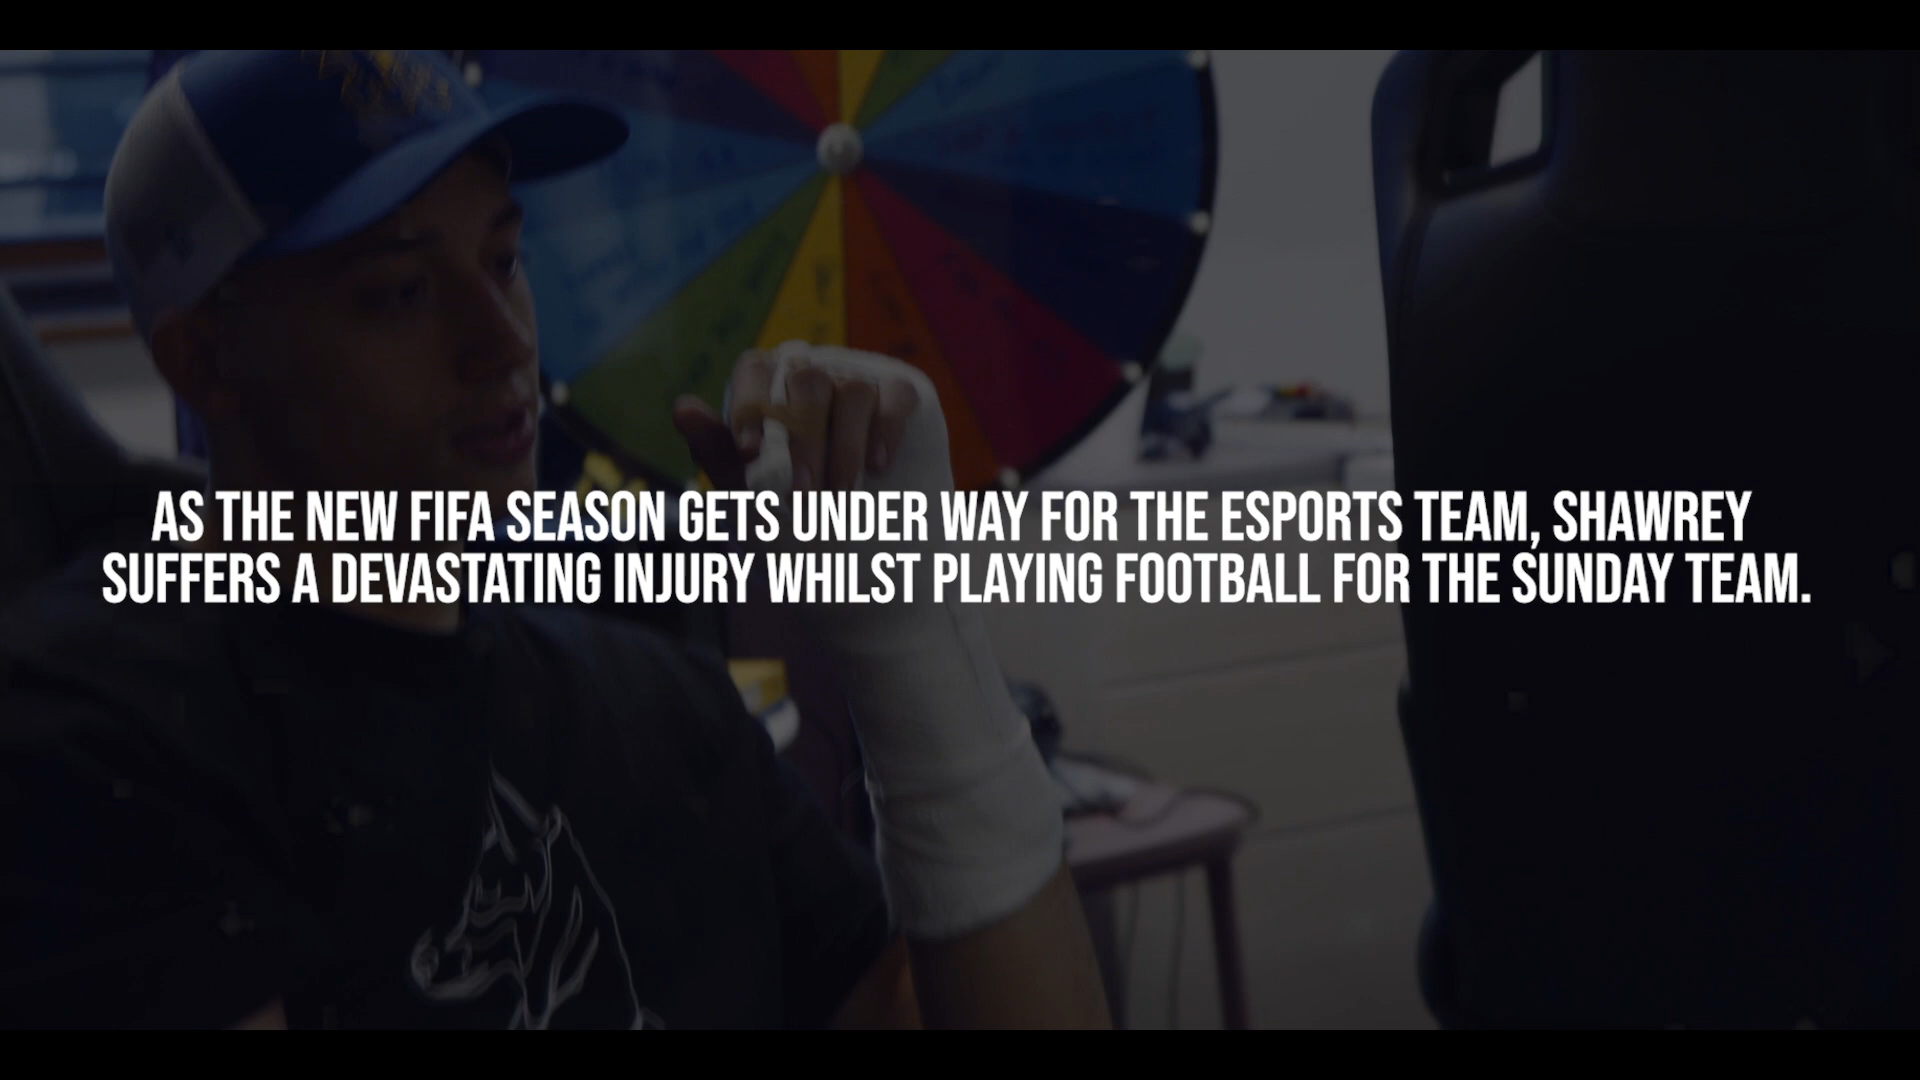 AS THE NEW FIFA SEASON GETS UNDER WAY FOR THE ESPORTS TEAM, SHAWREY
SUFFERS A DEVASTATING INJURY WHILST PLAYING FOOTBALL FOR THE SUNDAY TEAM.